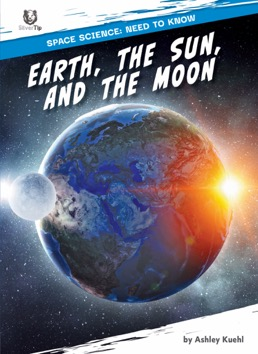 SilverTip
SPACE SCIENCE: NEED TO KNOW
EARTH, THE SUN,
AND THE MOON
by Ashley Kuehl